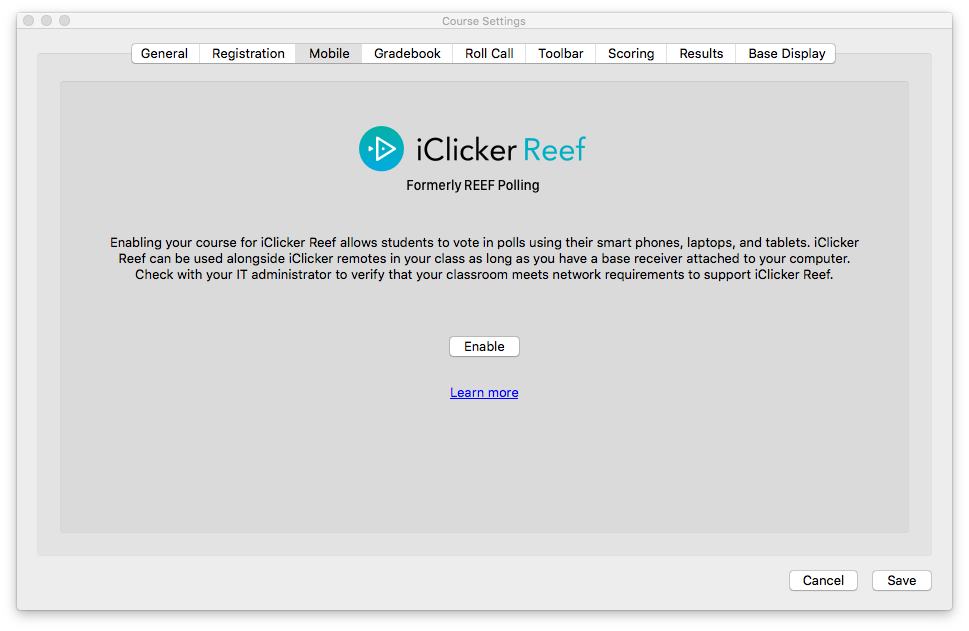 Course Settings
General Registration Mobile Gradebook Roll Call Toolbar Scoring Results Base Display
iClicker Reef
Formerly REEF Polling
Enabling your course for iClicker Reef allows students to vote in polls using their smart phones, laptops, and tablets. iClicker
Reef can be used alongside iClicker remotes in your class as long as you have a base receiver attached to your computer.
Check with your IT administrator to verify that your classroom meets network requirements to support iClicker Reef.
Enable
Learn more
Cancel Save